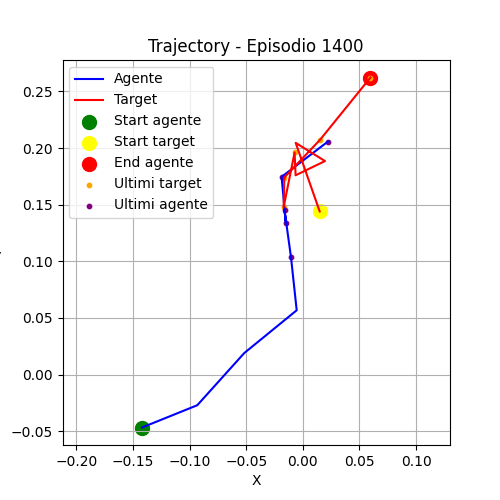 Trajectory - Episodio 1400
Agente
Target
Start agente
Start target
End agente
Ultimi target
Ultimi agente
0.25
0.20
0.15
0.10
0.05
0.00
−0.05
−0.20 −0.15 −0.10 −0.05 0.00 0.05 0.10
X